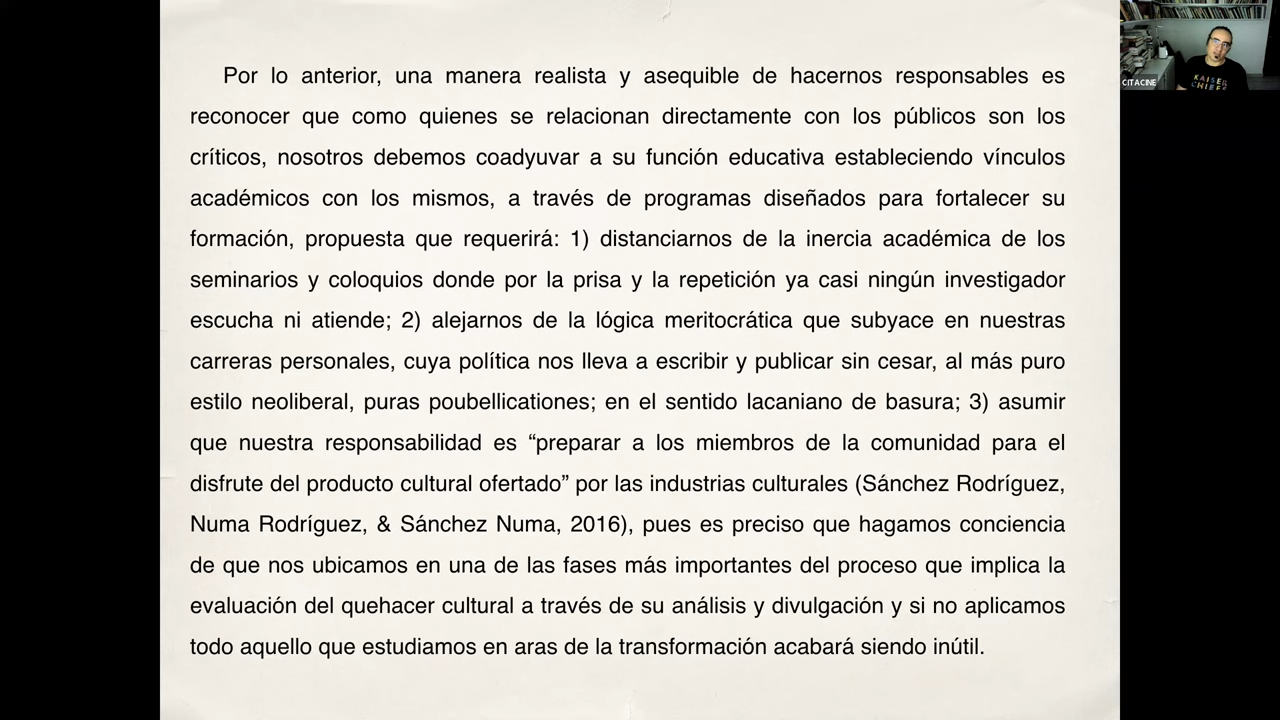 Por lo anterior, una manera realista y asequible de hacernos responsables es
reconocer que como quienes se relacionan directamente con los públicos son los
críticos, nosotros debemos coadyuvar a su función educativa estableciendo vínculos
académicos con los mismos, a través de programas diseñados para fortalecer su
formación, propuesta que requerirá: 1) distanciarnos de la inercia académica de los
seminarios y coloquios donde por la prisa y la repetición ya casi ningún investigador
escucha ni atiende; 2) alejarnos de la lógica meritocrática que subyace en nuestras
carreras personales, cuya política nos lleva a escribir y publicar sin cesar, al más puro
estilo neoliberal, puras poubellicationes; en el sentido lacaniano de basura; 3) asumir
que nuestra responsabilidad es “preparar a los miembros de la comunidad para el
disfrute del producto cultural ofertado” por las industrias culturales (Sánchez Rodríguez,
Numa Rodríguez, & Sánchez Numa, 2016), pues es preciso que hagamos conciencia
de que nos ubicamos en una de las fases más importantes del proceso que implica la
evaluación del quehacer cultural a través de su análisis y divulgación y si no aplicamos
todo aquello que estudiamos en aras de la transformación acabará siendo inútil.
CITACINE
KAISER
CHIEFS